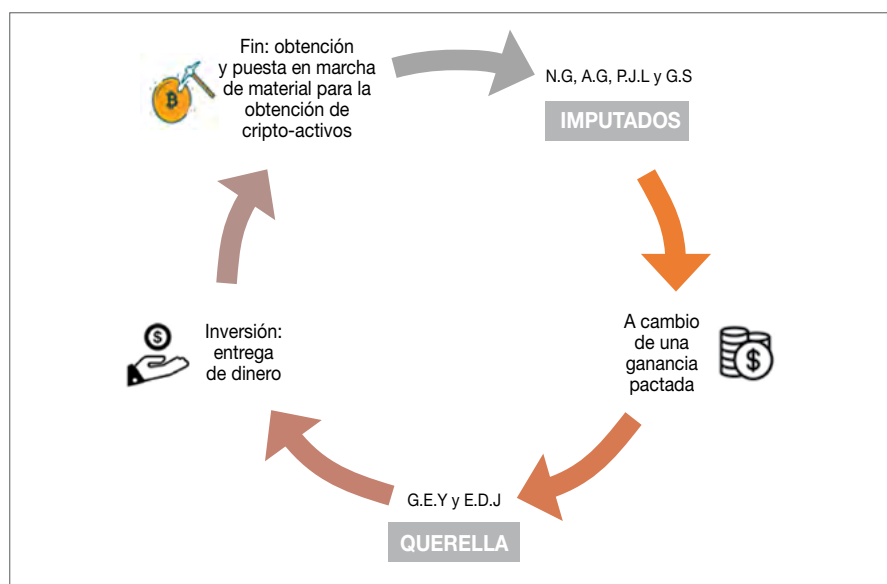 Fin: obtención
y puesta en marcha
de material para la
obtención de
cripto-activos
N.G, A.G, P.J.L y G.S
IMPUTADOS
A cambio
de una
ganancia
pactada
G.E.Y y E.D.J
QUERELLA
Inversión:
entrega
de dinero